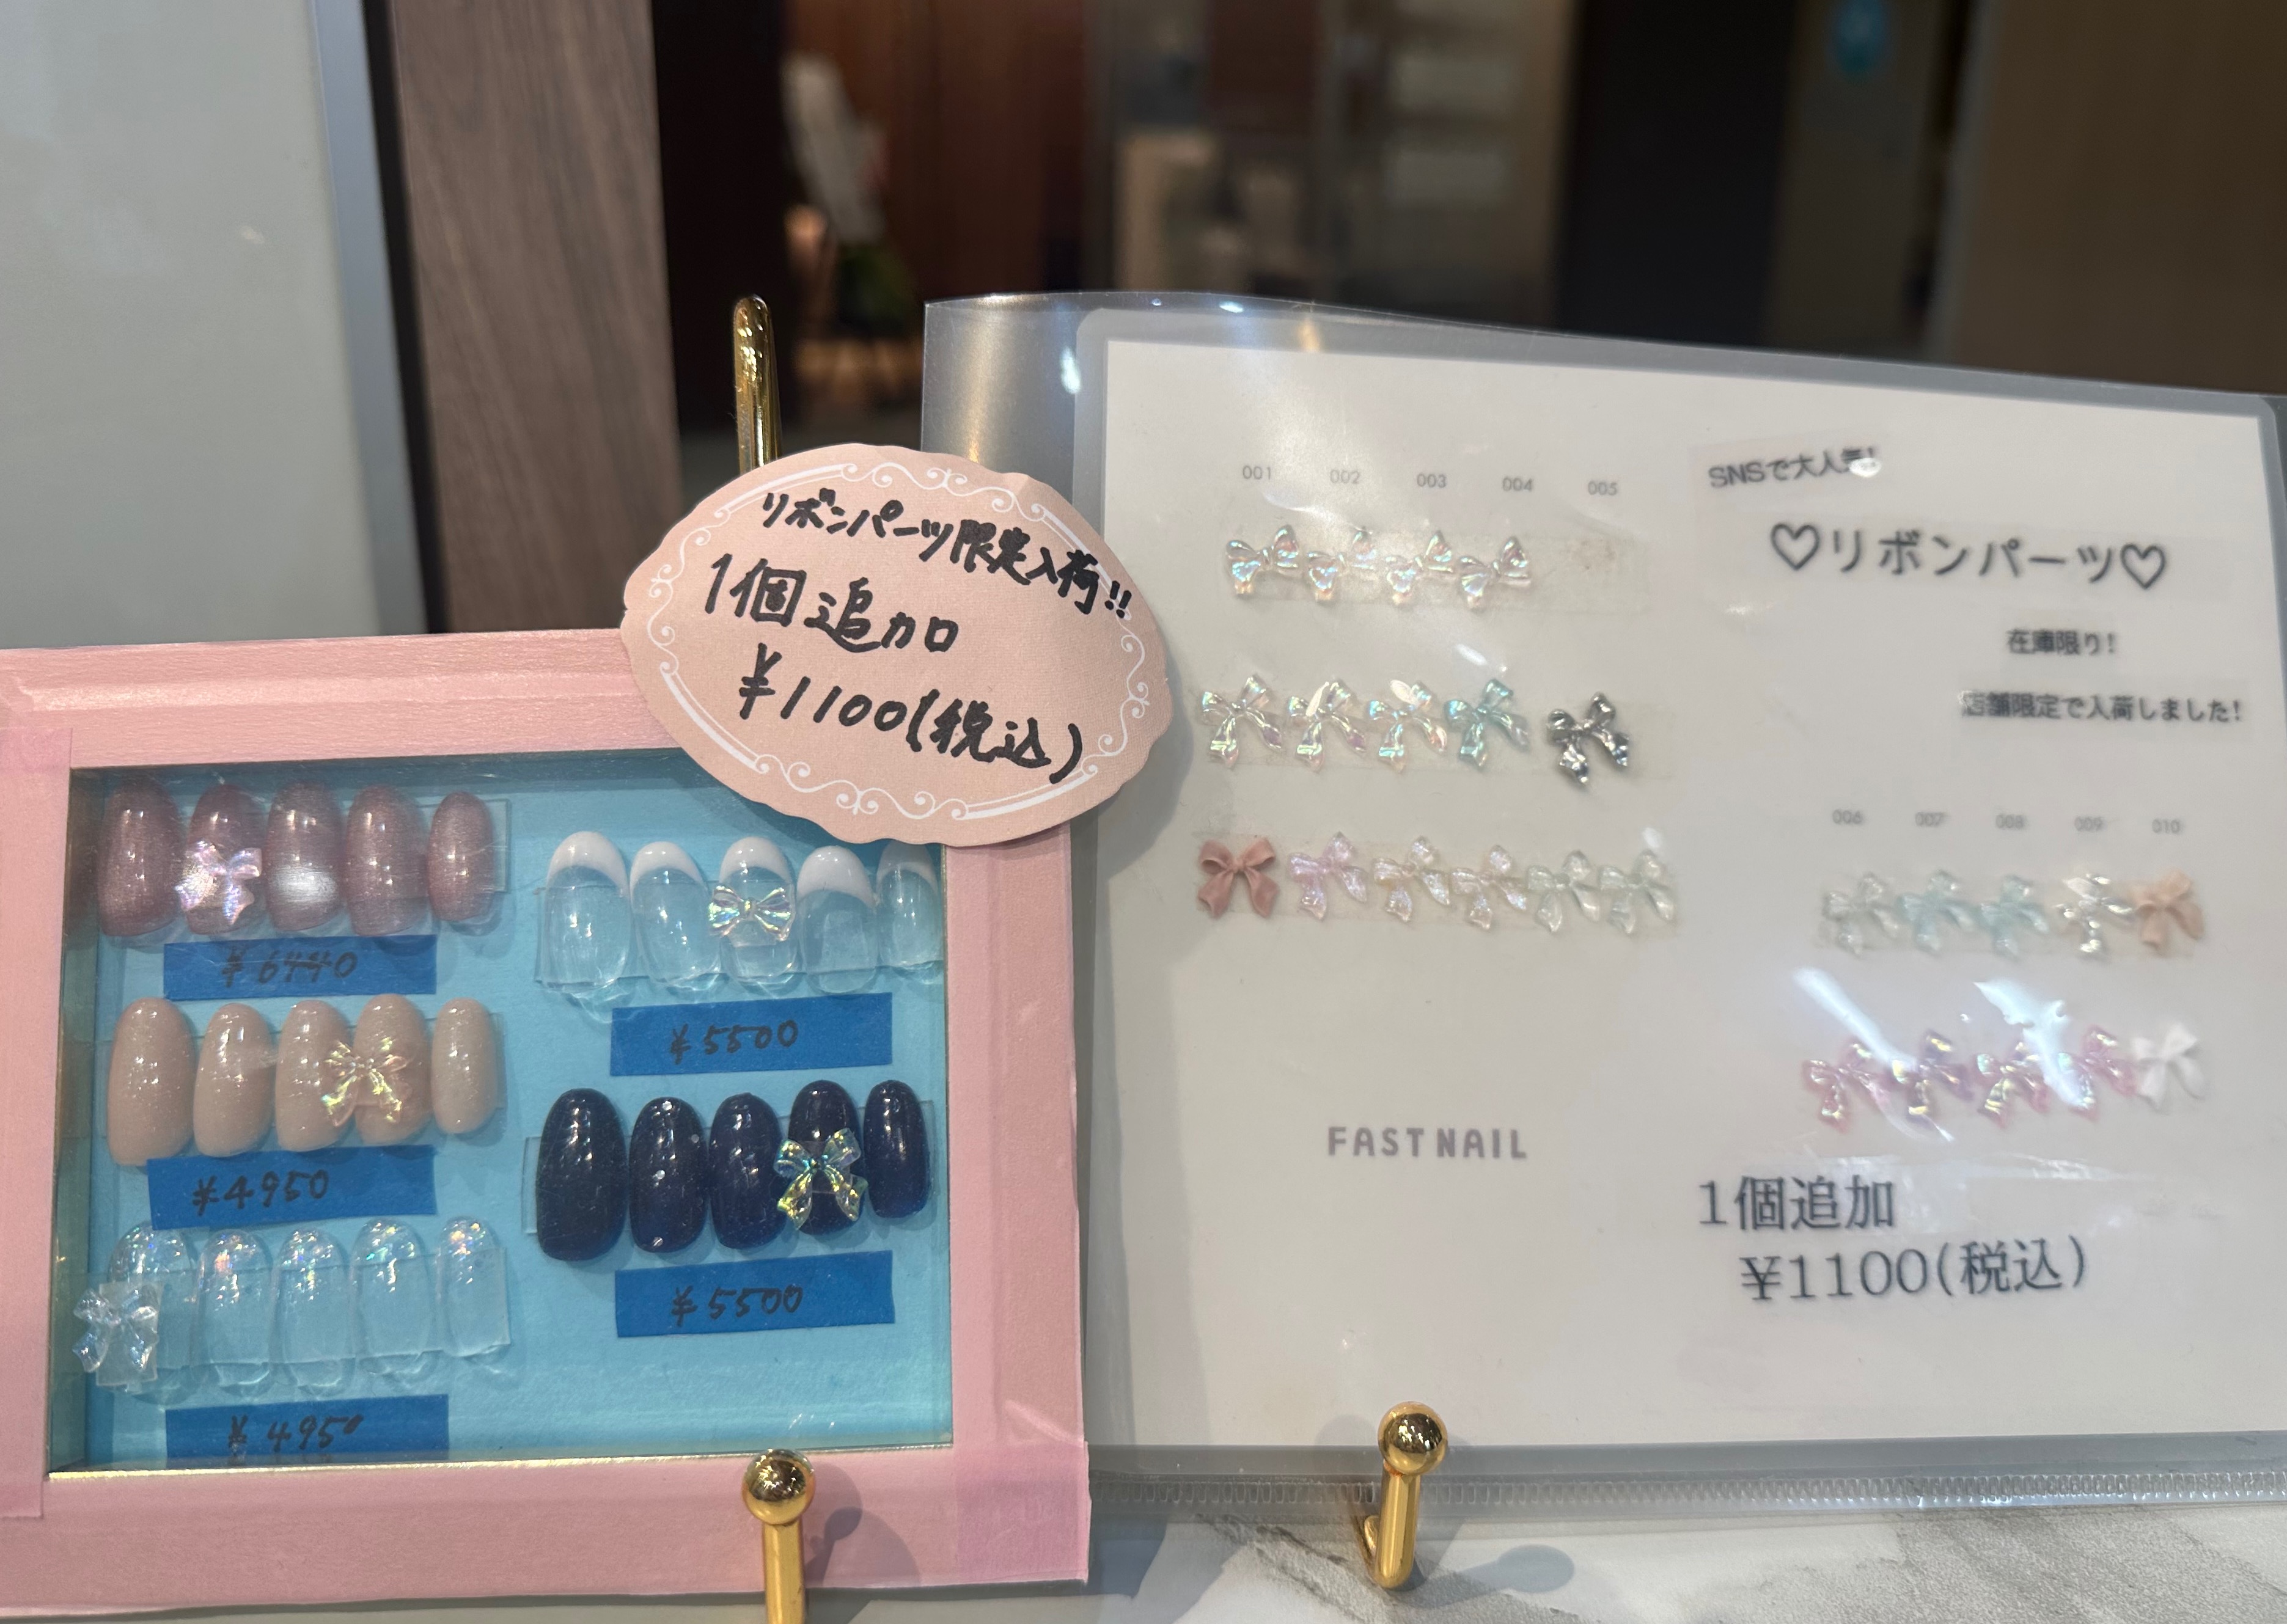 リボンパーツ限定入荷!!
1個追加
¥1100(税込)
¥6440
¥4950
¥4950
¥5500
¥5500
001 002 003 004 005
SNSで大人気!
♡リボンパーツ♡
在庫限り!
店舗限定で入荷しました!
006 007 008 009 010
FAST NAIL
1個追加
¥1100(税込)